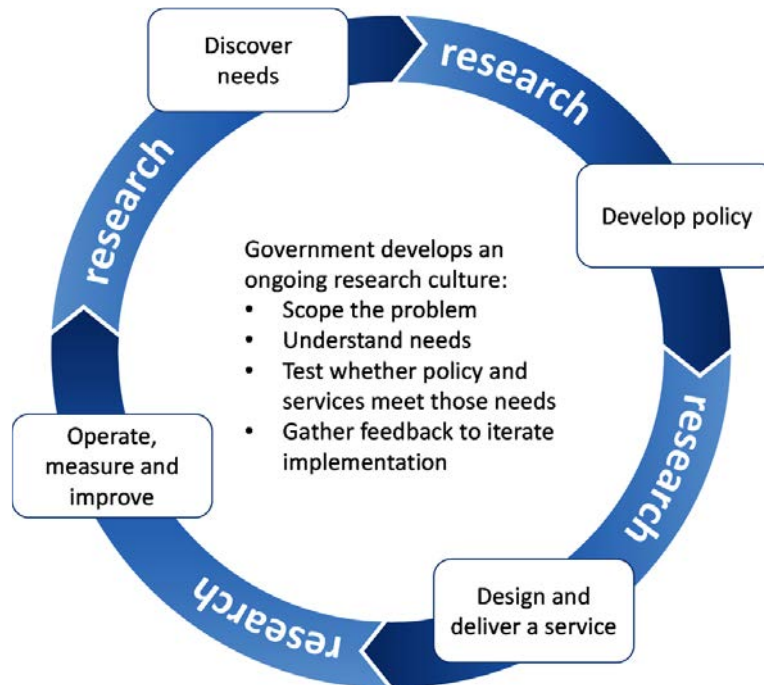 Discover
needs
research
Develop policy
research
Design and
deliver a service
research
Operate,
measure and
improve
research
Government develops an
ongoing research culture:
• Scope the problem
• Understand needs
• Test whether policy and
services meet those needs
• Gather feedback to iterate
implementation